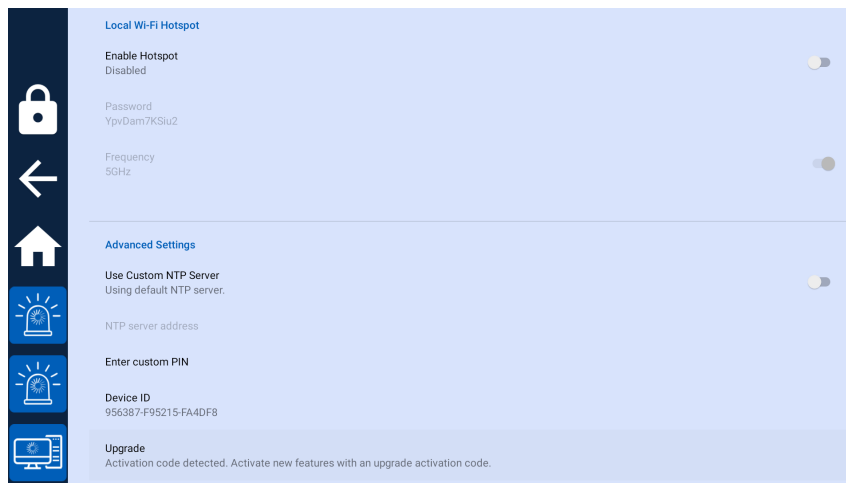 Local Wi-Fi Hotspot
Enable Hotspot
Disabled
Password
YpvDam7KSiu2
Frequency
5GHz
Advanced Settings
Use Custom NTP Server
Using default NTP server.
NTP server address
Enter custom PIN
Device ID
956387-F95215-FA4DF8
Upgrade
Activation code detected. Activate new features with an upgrade activation code.